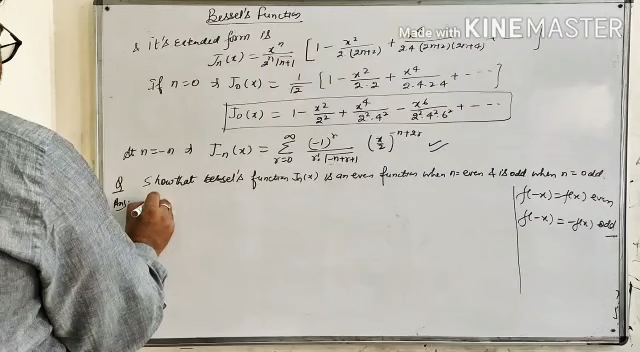 Made with KINEMASTER
Bessel's Function
& it's extended form is
Jn(x) = x^n / 2^n |n+1 [1 - x²/2.(2n+2) + x⁴/2.4(2n+2)(2n+4) ]
If n=0 ⇒ J0(x) = 1/|2 [1 - x²/2.2 + x⁴/2.4.2.4 + ----]
J0(x) = 1 - x²/2² + x⁴/2².4² - x⁶/2².4².6² + ----
at n=-n ⇒ J-n(x) = ∑ r=0 ∞ (-1)^r / r! |-n+r+1 (x/2)^-n+2r ✓
Q Show that bessel's function Jn(x) is an even function when n=even & is odd when n=odd.
Ans:
f(-x)=f(x) even
f(-x)=-f(x) odd